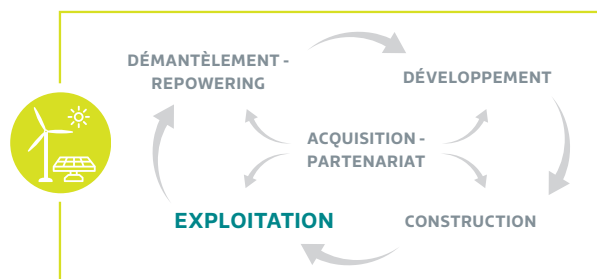 DÉMANTÈLEMENT -
REPOWERING
DÉVELOPPEMENT
ACQUISITION -
PARTENARIAT
EXPLOITATION
CONSTRUCTION